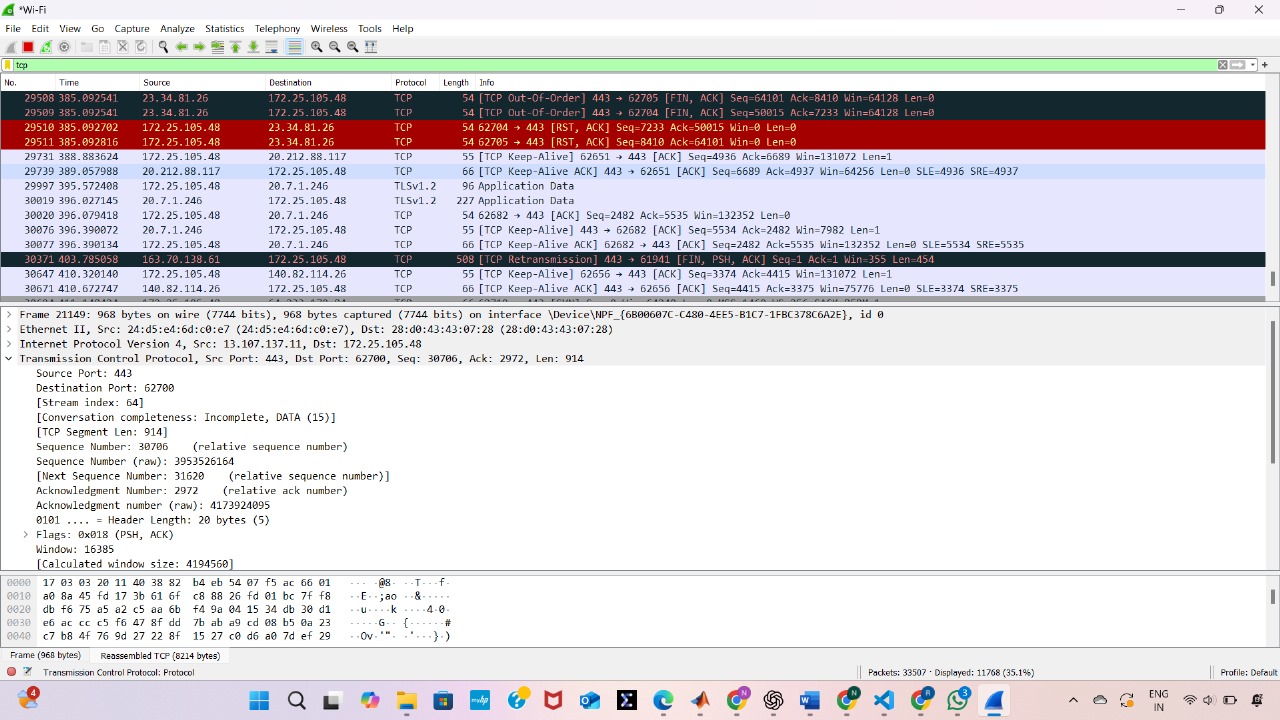 *Wi-Fi
File Edit View Go Capture Analyze Statistics Telephony Wireless Tools Help
tcp
No. Time Source Destination Protocol Length Info
29508 385.092541 23.34.81.26 172.25.105.48 TCP 54 [TCP Out-Of-Order] 443 → 62705 [FIN, ACK] Seq=64101 Ack=8410 Win=64128 Len=0
29509 385.092541 23.34.81.26 172.25.105.48 TCP 54 [TCP Out-Of-Order] 443 → 62704 [FIN, ACK] Seq=50015 Ack=7233 Win=64128 Len=0
29510 385.092702 172.25.105.48 23.34.81.26 TCP 54 62704 → 443 [RST, ACK] Seq=7233 Ack=50015 Win=0 Len=0
29511 385.092816 172.25.105.48 23.34.81.26 TCP 54 62705 → 443 [RST, ACK] Seq=8410 Ack=64101 Win=0 Len=0
29731 388.883624 172.25.105.48 20.212.88.117 TCP 55 [TCP Keep-Alive] 62651 → 443 [ACK] Seq=4936 Ack=6689 Win=131072 Len=1
29739 389.057983 20.212.88.117 172.25.105.48 TCP 66 [TCP Keep-Alive ACK] 443 → 62651 [ACK] Seq=6689 Ack=4937 Win=64256 Len=0 SLE=4936 SRE=4937
29997 395.572408 172.25.105.48 20.7.1.246 TLSv1.2 96 Application Data
30019 396.027145 20.7.1.246 172.25.105.48 TLSv1.2 227 Application Data
30020 396.079418 172.25.105.48 20.7.1.246 TCP 54 62682 → 443 [ACK] Seq=2482 Ack=5535 Win=132352 Len=0
30076 396.390072 20.7.1.246 172.25.105.48 TCP 55 [TCP Keep-Alive] 443 → 62682 [ACK] Seq=5534 Ack=2482 Win=7982 Len=1
30077 396.390134 172.25.105.48 20.7.1.246 TCP 66 [TCP Keep-Alive ACK] 62682 → 443 [ACK] Seq=2482 Ack=5535 Win=132352 Len=0 SLE=5534 SRE=5535
30371 403.785058 163.70.138.61 172.25.105.48 TCP 508 [TCP Retransmission] 443 → 61941 [FIN, PSH, ACK] Seq=1 Ack=1 Win=355 Len=454
30647 410.320140 172.25.105.48 140.82.114.26 TCP 55 [TCP Keep-Alive] 62656 → 443 [ACK] Seq=3374 Ack=4415 Win=131072 Len=1
30671 410.672747 140.82.114.26 172.25.105.48 TCP 66 [TCP Keep-Alive ACK] 443 → 62656 [ACK] Seq=4415 Ack=3375 Win=75776 Len=0 SLE=3374 SRE=3375
Frame 21149: 968 bytes on wire (7744 bits), 968 bytes captured (7744 bits) on interface \Device\NPF_{6B00607C-C480-4EE5-B1C7-1FBC378C6A2E}, id 0
Ethernet II, Src: 24:d5:e4:6d:c0:e7 (24:d5:e4:6d:c0:e7), Dst: 28:d0:43:43:07:28 (28:d0:43:43:07:28)
Internet Protocol Version 4, Src: 13.107.137.11, Dst: 172.25.105.48
Transmission Control Protocol, Src Port: 443, Dst Port: 62700, Seq: 30706, Ack: 2972, Len: 914
Source Port: 443
Destination Port: 62700
[Stream index: 64]
[Conversation completeness: Incomplete, DATA (15)]
[TCP Segment Len: 914]
Sequence Number: 30706 (relative sequence number)
Sequence Number (raw): 3953526164
[Next Sequence Number: 31620 (relative sequence number)]
Acknowledgment Number: 2972 (relative ack number)
Acknowledgment number (raw): 4173924095
0101 .... = Header Length: 20 bytes (5)
Flags: 0x018 (PSH, ACK)
Window: 16385
[Calculated window size: 4194560]
0000 17 03 03 20 11 40 38 82 b4 eb 54 07 f5 ac 66 01 ··· ·@8· ··T···f·
0010 a0 8a 45 fd 17 3b 61 6f c8 88 26 fd 01 bc 7f f8 ··E··;ao ··&·····
0020 db f6 75 a5 a2 c5 aa 6b f4 9a 04 15 34 db 30 d1 ··u····k ····4·0·
0030 e6 ac cc c5 f6 47 8f dd 7b ab a9 cd 08 b5 0a 23 ·····G·· {······#
0040 c7 b8 4f 76 9d 27 22 8f 15 27 c0 d6 a0 7d ef 29 ··Ov·'"· ·'···}·)
Frame (968 bytes) Reassembled TCP (8214 bytes)
Transmission Control Protocol: Protocol Packets: 33507 · Displayed: 11768 (35.1%) Profile: Default
4 myhp N N R 3 ENG
IN